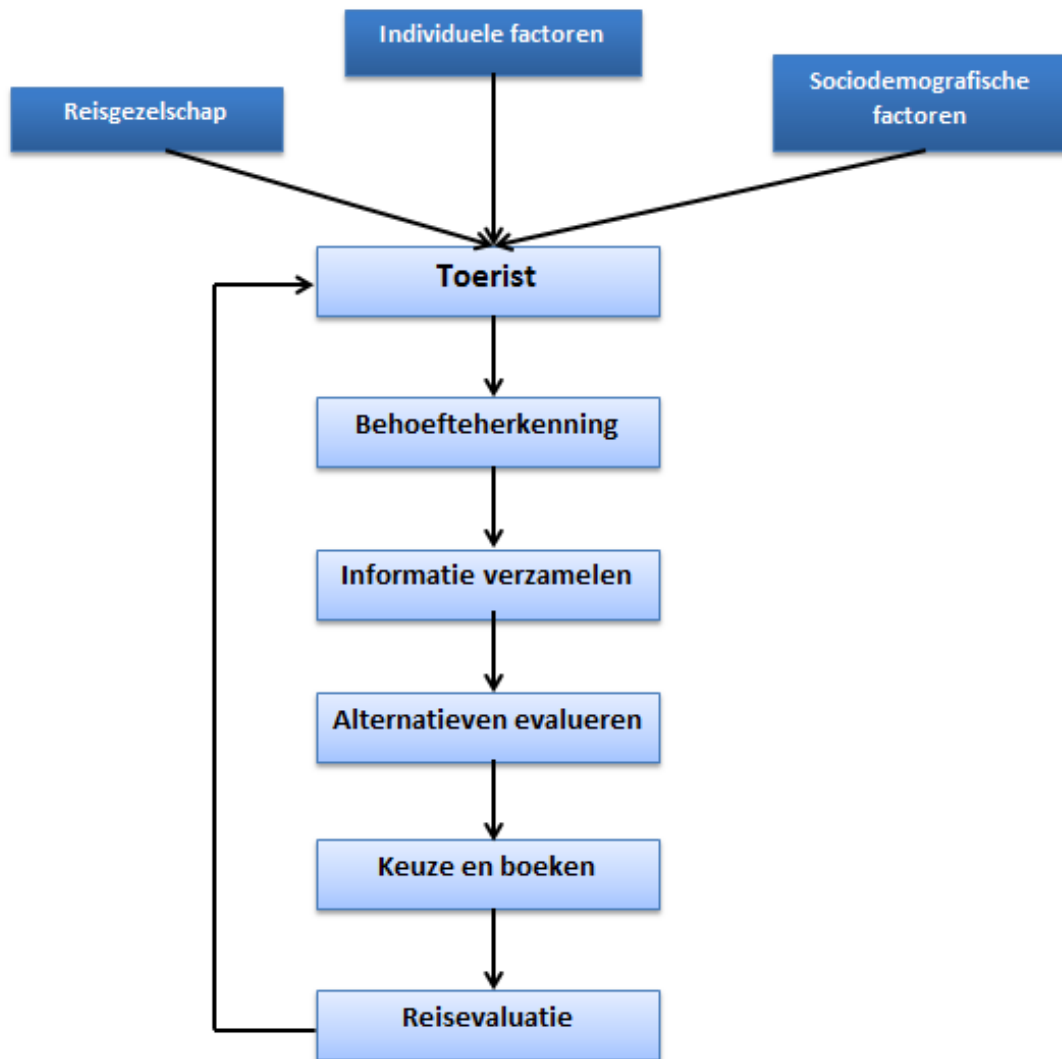 Individuele factoren
Reisgezelschap
Sociodemografische
factoren
Toerist
Behoefteherkenning
Informatie verzamelen
Alternatieven evalueren
Keuze en boeken
Reisevaluatie